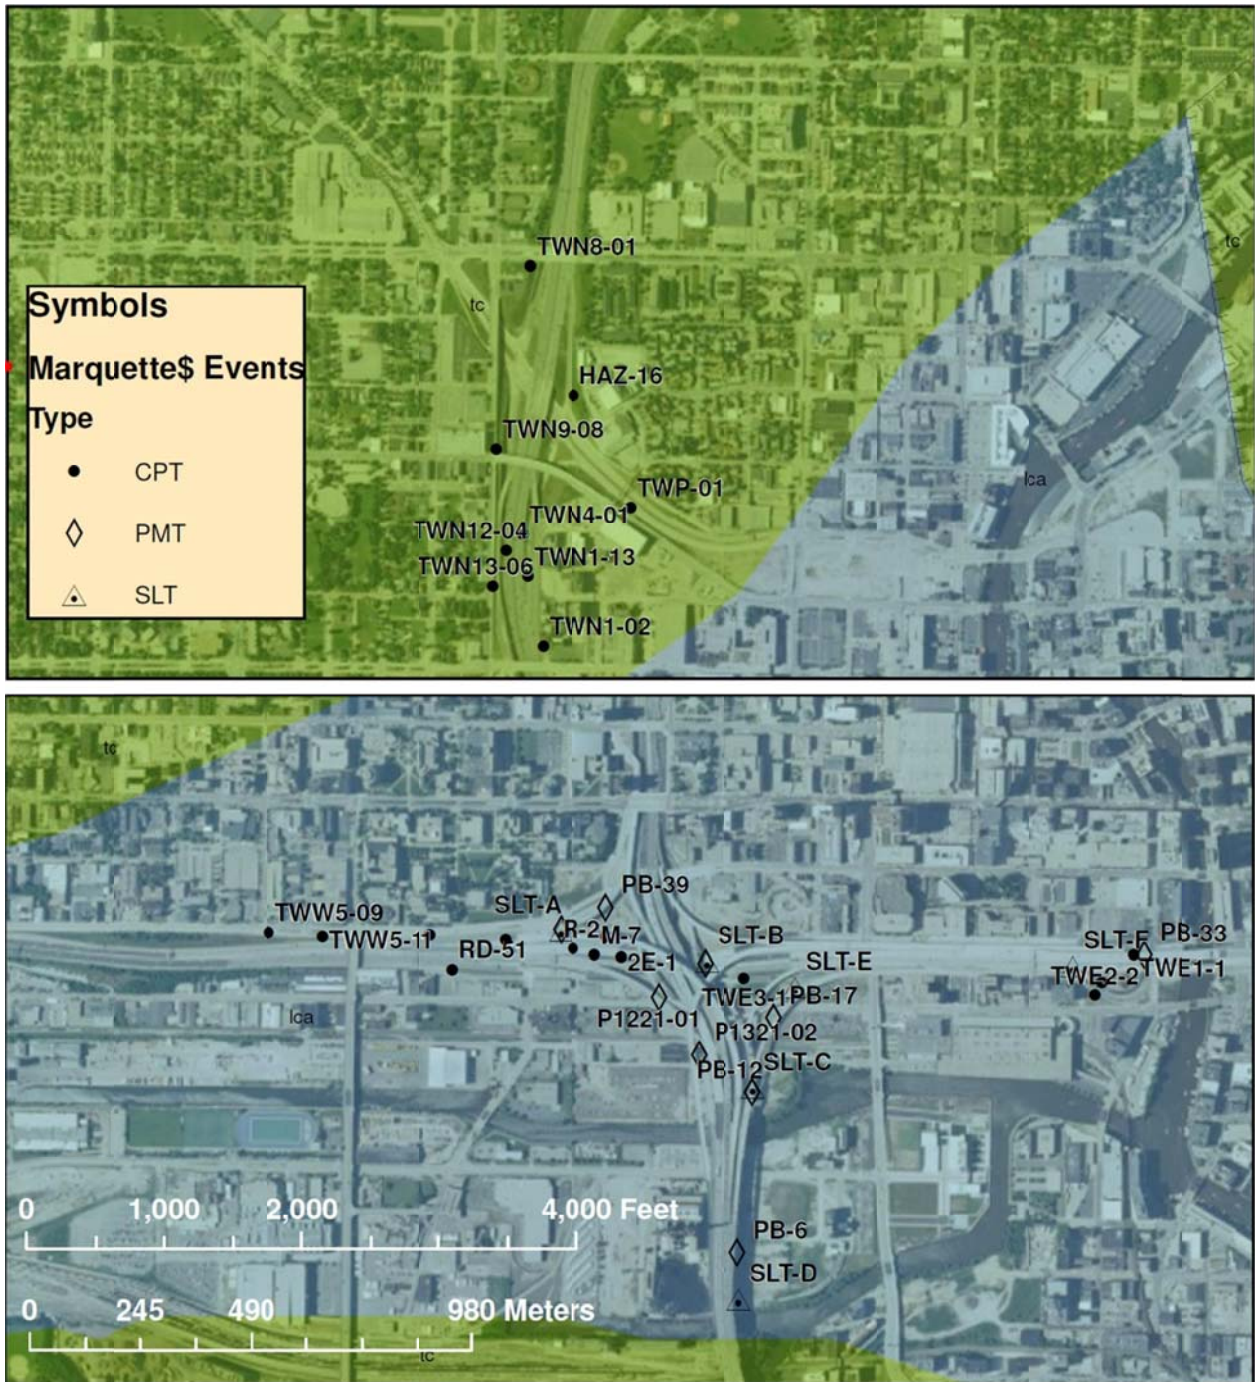 TWN8-01
tc
tc
Symbols
Marquette$ Events
Type
CPT
PMT
SLT
HAZ-16
TWN9-08
lca
TWP-01
TWN4-01
TWN12-04
TWN1-13
TWN13-06
TWN1-02
tc
PB-39
SLT-A
TWW5-09
R-2
M-7
SLT-B
PB-33
SLT-F
TWW5-11
RD-51
2E-1
SLT-E
TWE1-1
TWE2-2
TWE3-1
PB-17
lca
P1221-01
P1321-02
PB-12
SLT-C
0 1,000 2,000 4,000 Feet
PB-6
SLT-D
0 245 490 980 Meters
tc